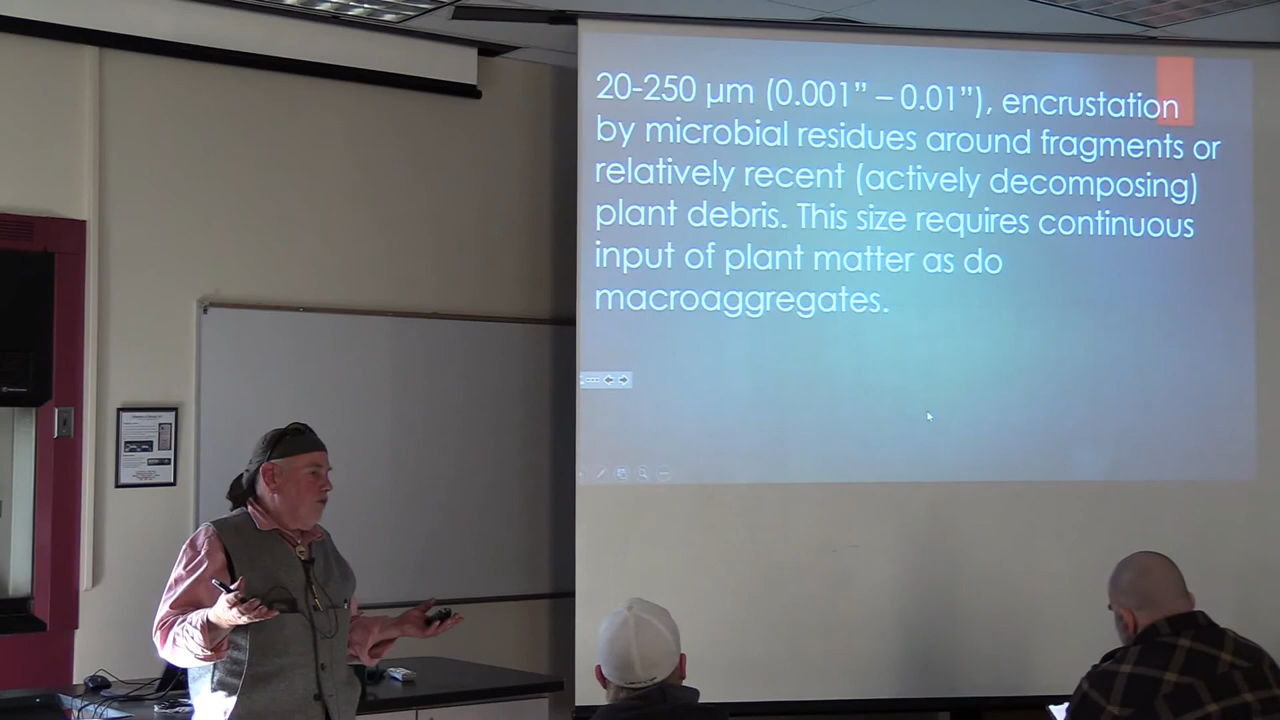 20-250 µm (0.001” – 0.01”), encrustation
by microbial residues around fragments or
relatively recent (actively decomposing)
plant debris. This size requires continuous
input of plant matter as do
macroaggregates.